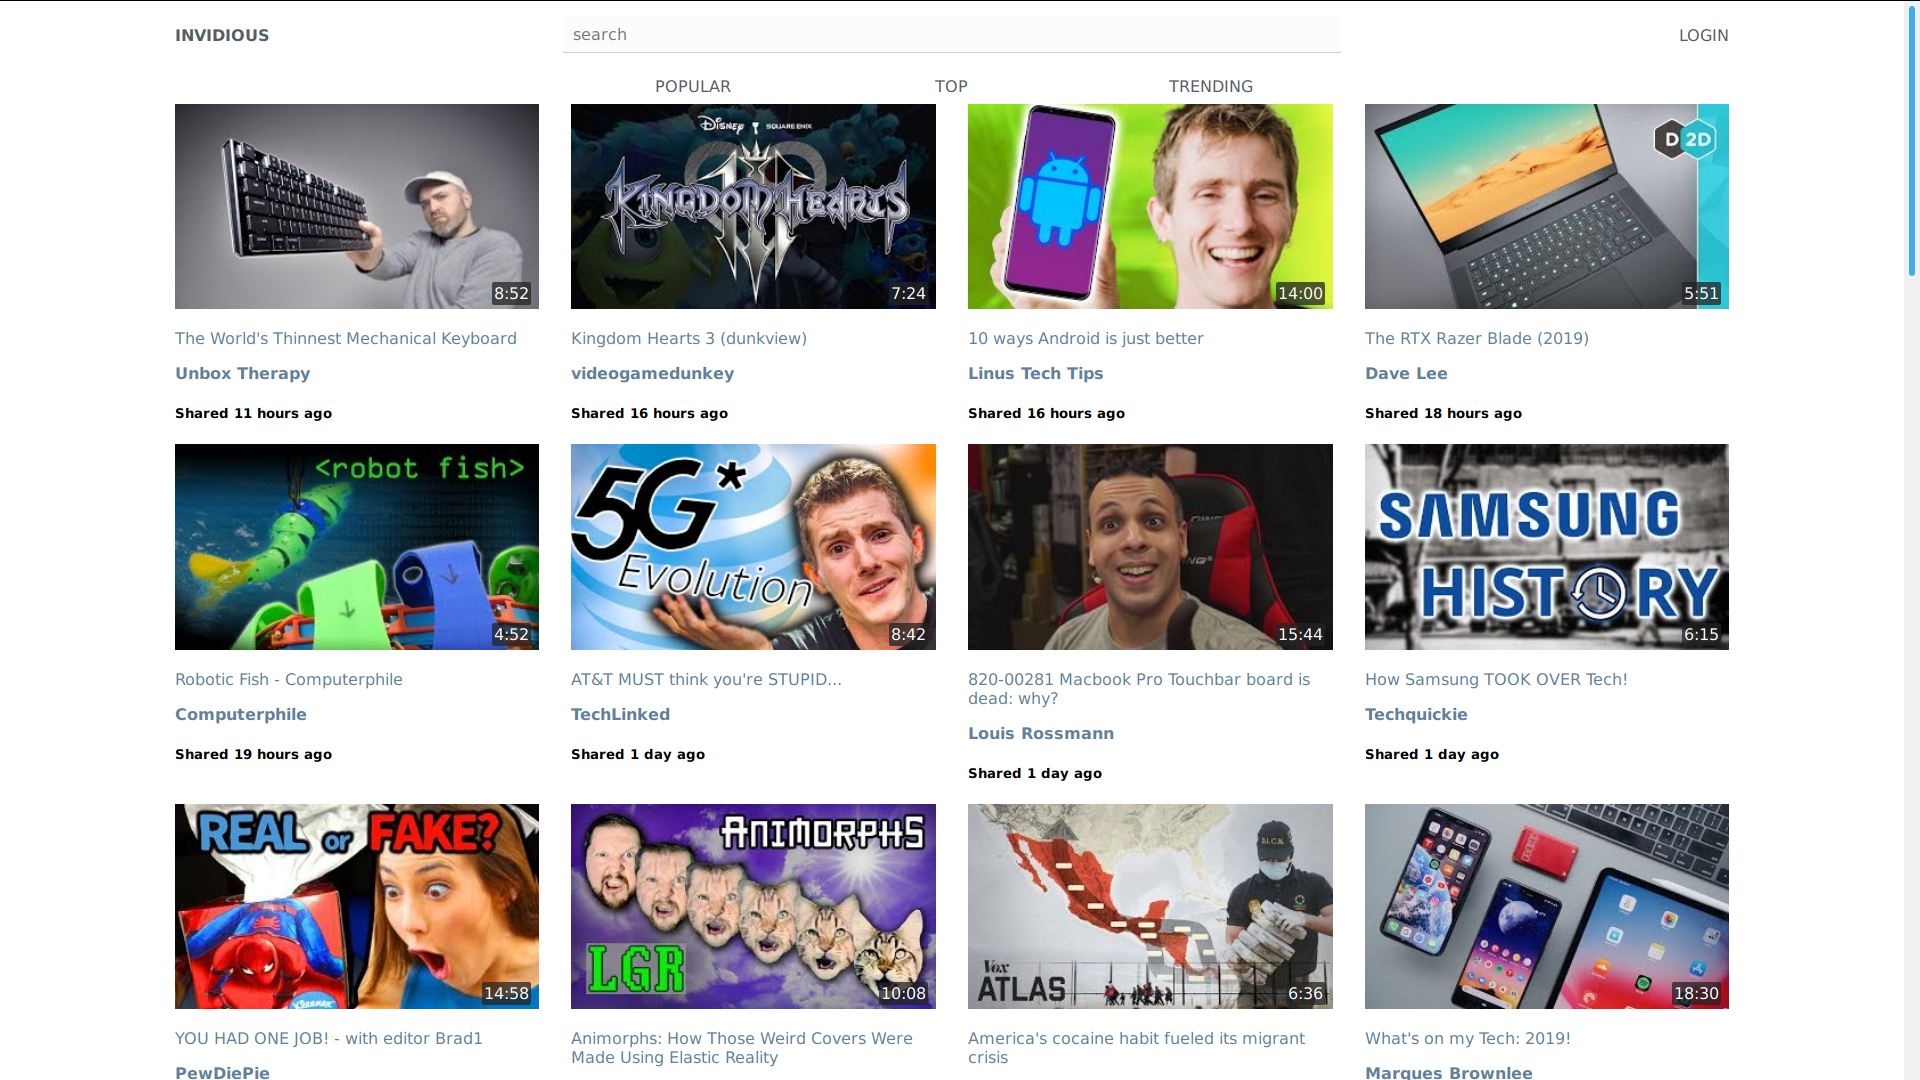 INVIDIOUS
search
LOGIN
POPULAR
TOP
TRENDING
8:52
Disney
SQUARE ENIX
KINGDOM HEARTS
III
7:24
14:00
D 2D
5:51
The World's Thinnest Mechanical Keyboard
Kingdom Hearts 3 (dunkview)
10 ways Android is just better
The RTX Razer Blade (2019)
Unbox Therapy
videogamedunkey
Linus Tech Tips
Dave Lee
Shared 11 hours ago
Shared 16 hours ago
Shared 16 hours ago
Shared 18 hours ago
<robot fish>
4:52
5G*
Evolution
8:42
15:44
SAMSUNG
HISTORY
6:15
Robotic Fish - Computerphile
AT&T MUST think you're STUPID...
820-00281 Macbook Pro Touchbar board is
dead: why?
How Samsung TOOK OVER Tech!
Computerphile
TechLinked
Louis Rossmann
Techquickie
Shared 19 hours ago
Shared 1 day ago
Shared 1 day ago
Shared 1 day ago
REAL or FAKE?
14:58
ANIMORPHS
LGR
10:08
Vox
ATLAS
6:36
18:30
YOU HAD ONE JOB! - with editor Brad1
Animorphs: How Those Weird Covers Were
Made Using Elastic Reality
America's cocaine habit fueled its migrant
crisis
What's on my Tech: 2019!
PewDiePie
Marques Brownlee